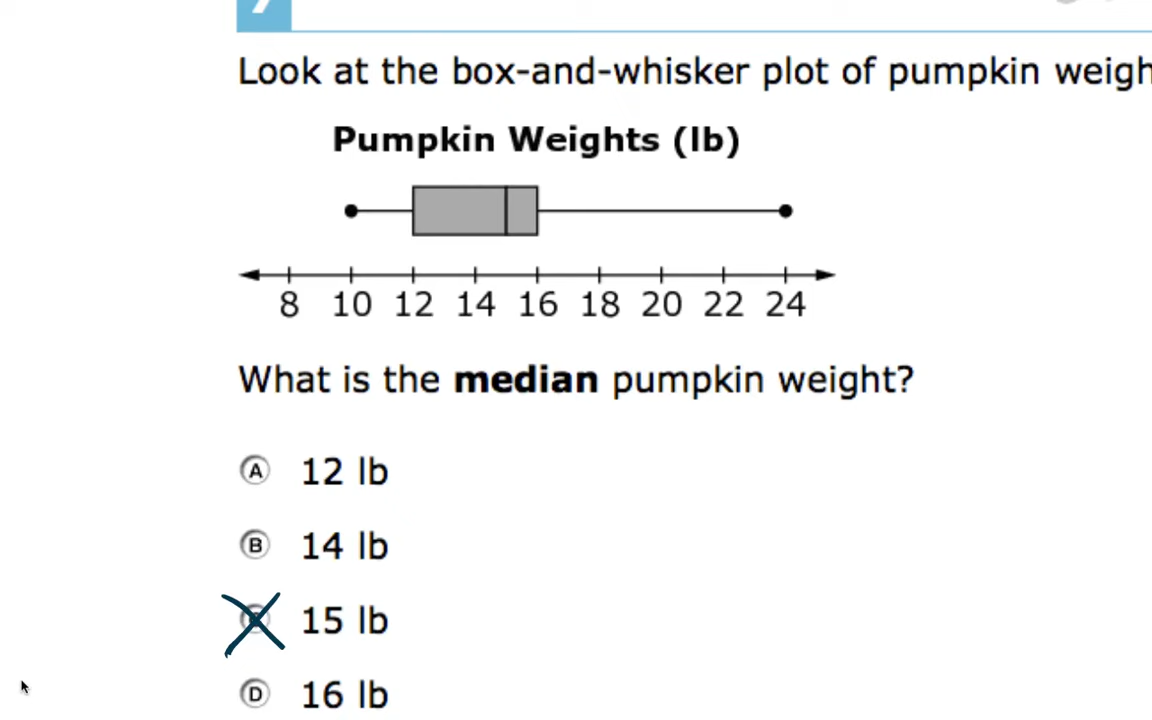 Look at the box-and-whisker plot of pumpkin weigh
Pumpkin Weights (lb)
8 10 12 14 16 18 20 22 24
What is the median pumpkin weight?
A 12 lb
B 14 lb
15 lb
D 16 lb